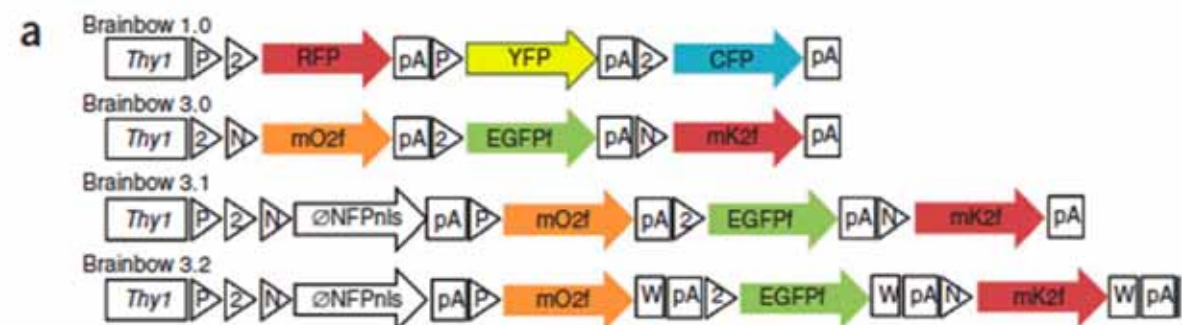 a
Brainbow 1.0
Thy1 P 2 RFP pA P YFP pA 2 CFP pA
Brainbow 3.0
Thy1 2 N mO2f pA 2 EGFPf pA N mK2f pA
Brainbow 3.1
Thy1 P 2 N ∅NFPnls pA P mO2f pA 2 EGFPf pA N mK2f pA
Brainbow 3.2
Thy1 P 2 N ∅NFPnls pA P mO2f W pA 2 EGFPf W pA N mK2f W pA